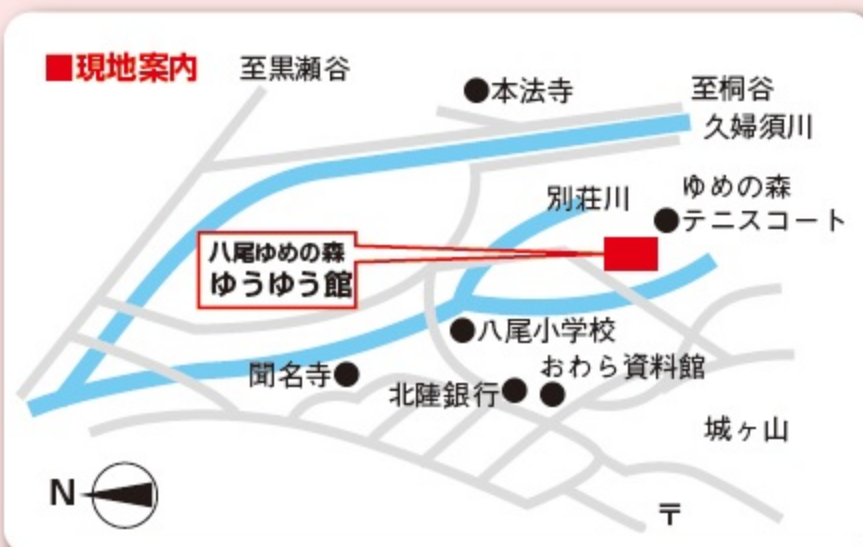 ■現地案内
至黒瀬谷
●本法寺
至桐谷
久婦須川
別荘川
ゆめの森
●テニスコート
八尾ゆめの森
ゆうゆう館
●八尾小学校
聞名寺●
おわら資料館
北陸銀行●
城ヶ山
N
〒